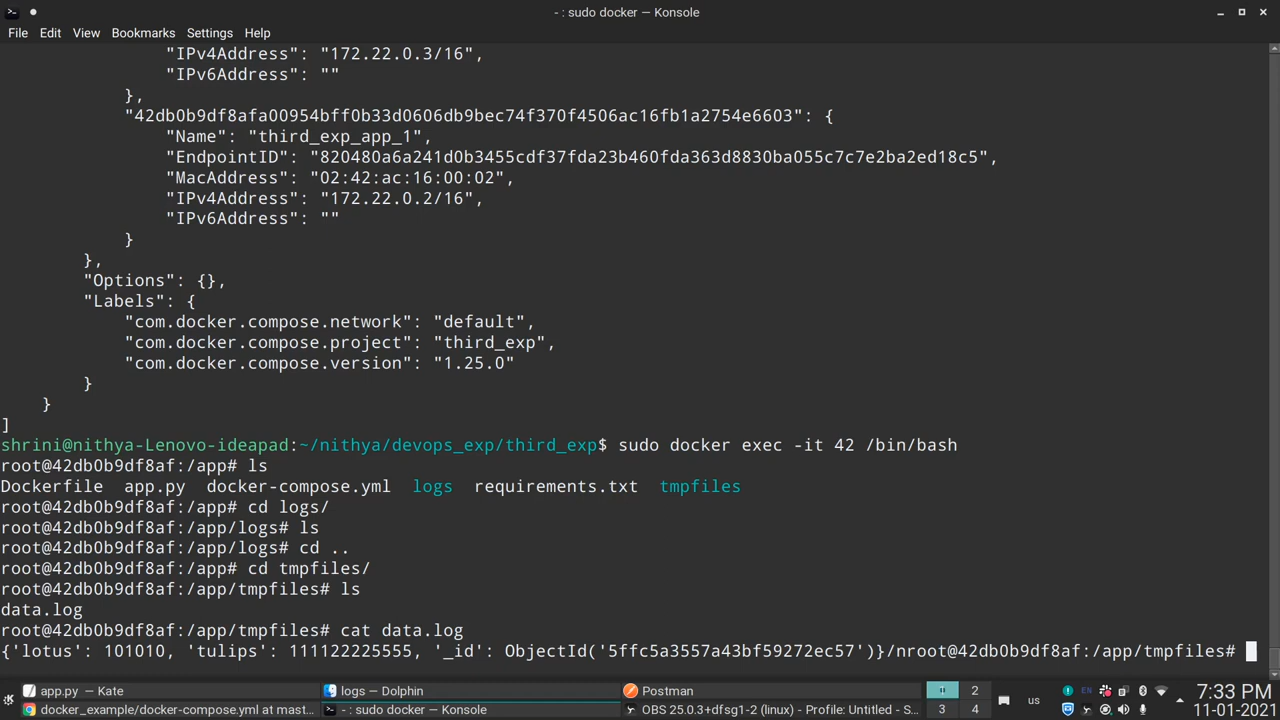 - : sudo docker — Konsole
File Edit View Bookmarks Settings Help
"IPv4Address": "172.22.0.3/16",
"IPv6Address": ""
},
"42db0b9df8afa00954bff0b33d0606db9bec74f370f4506ac16fb1a2754e6603": {
"Name": "third_exp_app_1",
"EndpointID": "820480a6a241d0b3455cdf37fda23b460fda363d8830ba055c7c7e2ba2ed18c5",
"MacAddress": "02:42:ac:16:00:02",
"IPv4Address": "172.22.0.2/16",
"IPv6Address": ""
}
},
"Options": {},
"Labels": {
"com.docker.compose.network": "default",
"com.docker.compose.project": "third_exp",
"com.docker.compose.version": "1.25.0"
}
}
]
shrini@nithya-Lenovo-ideapad:~/nithya/devops_exp/third_exp$ sudo docker exec -it 42 /bin/bash
root@42db0b9df8af:/app# ls
Dockerfile app.py docker-compose.yml logs requirements.txt tmpfiles
root@42db0b9df8af:/app# cd logs/
root@42db0b9df8af:/app/logs# ls
root@42db0b9df8af:/app/logs# cd ..
root@42db0b9df8af:/app# cd tmpfiles/
root@42db0b9df8af:/app/tmpfiles# ls
data.log
root@42db0b9df8af:/app/tmpfiles# cat data.log
{'lotus': 101010, 'tulips': 111122225555, '_id': ObjectId('5ffc5a3557a43bf59272ec57')}/nroot@42db0b9df8af:/app/tmpfiles#
app.py — Kate
logs — Dolphin
Postman
docker_example/docker-compose.yml at mast...
- : sudo docker — Konsole
OBS 25.0.3+dfsg1-2 (linux) - Profile: Untitled - S...
2
3 4
us
EN
7:33 PM
11-01-2021